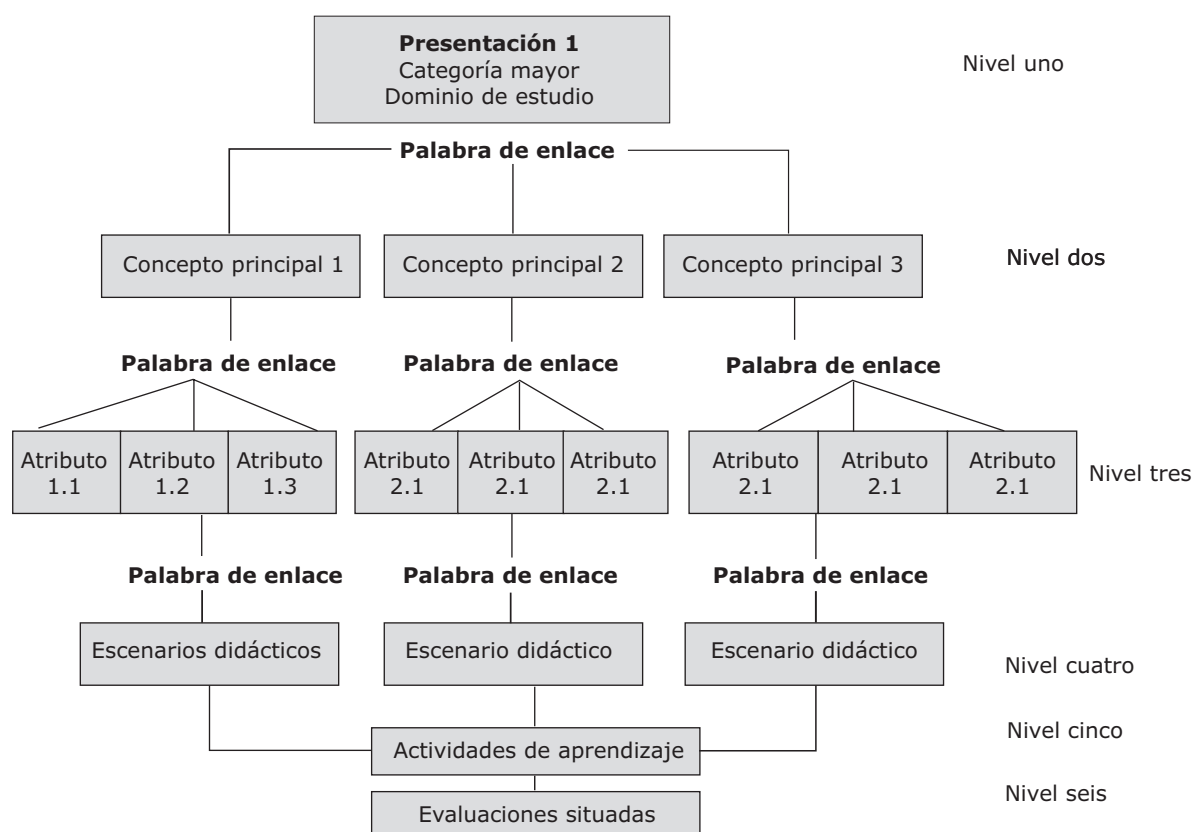 Presentación 1
Categoría mayor
Dominio de estudio
Nivel uno
Palabra de enlace
Concepto principal 1
Concepto principal 2
Concepto principal 3
Nivel dos
Palabra de enlace
Palabra de enlace
Palabra de enlace
Atributo
1.1
Atributo
1.2
Atributo
1.3
Atributo
2.1
Atributo
2.1
Atributo
2.1
Atributo
2.1
Atributo
2.1
Atributo
2.1
Nivel tres
Palabra de enlace
Palabra de enlace
Palabra de enlace
Escenarios didácticos
Escenario didáctico
Escenario didáctico
Nivel cuatro
Actividades de aprendizaje
Nivel cinco
Evaluaciones situadas
Nivel seis